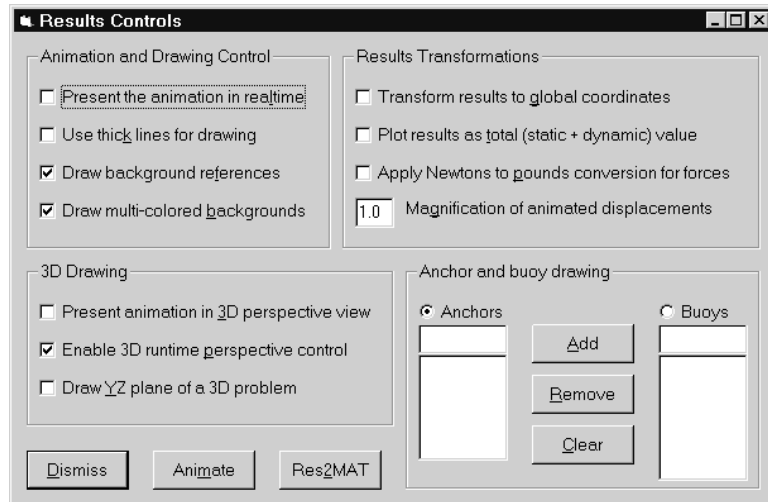 Results Controls
Animation and Drawing Control
Present the animation in realtime
Use thick lines for drawing
Draw background references
Draw multi-colored backgrounds
Results Transformations
Transform results to global coordinates
Plot results as total (static + dynamic) value
Apply Newtons to pounds conversion for forces
1.0 Magnification of animated displacements
3D Drawing
Present animation in 3D perspective view
Enable 3D runtime perspective control
Draw YZ plane of a 3D problem
Anchor and buoy drawing
Anchors
Buoys
Add
Remove
Clear
Dismiss
Animate
Res2MAT